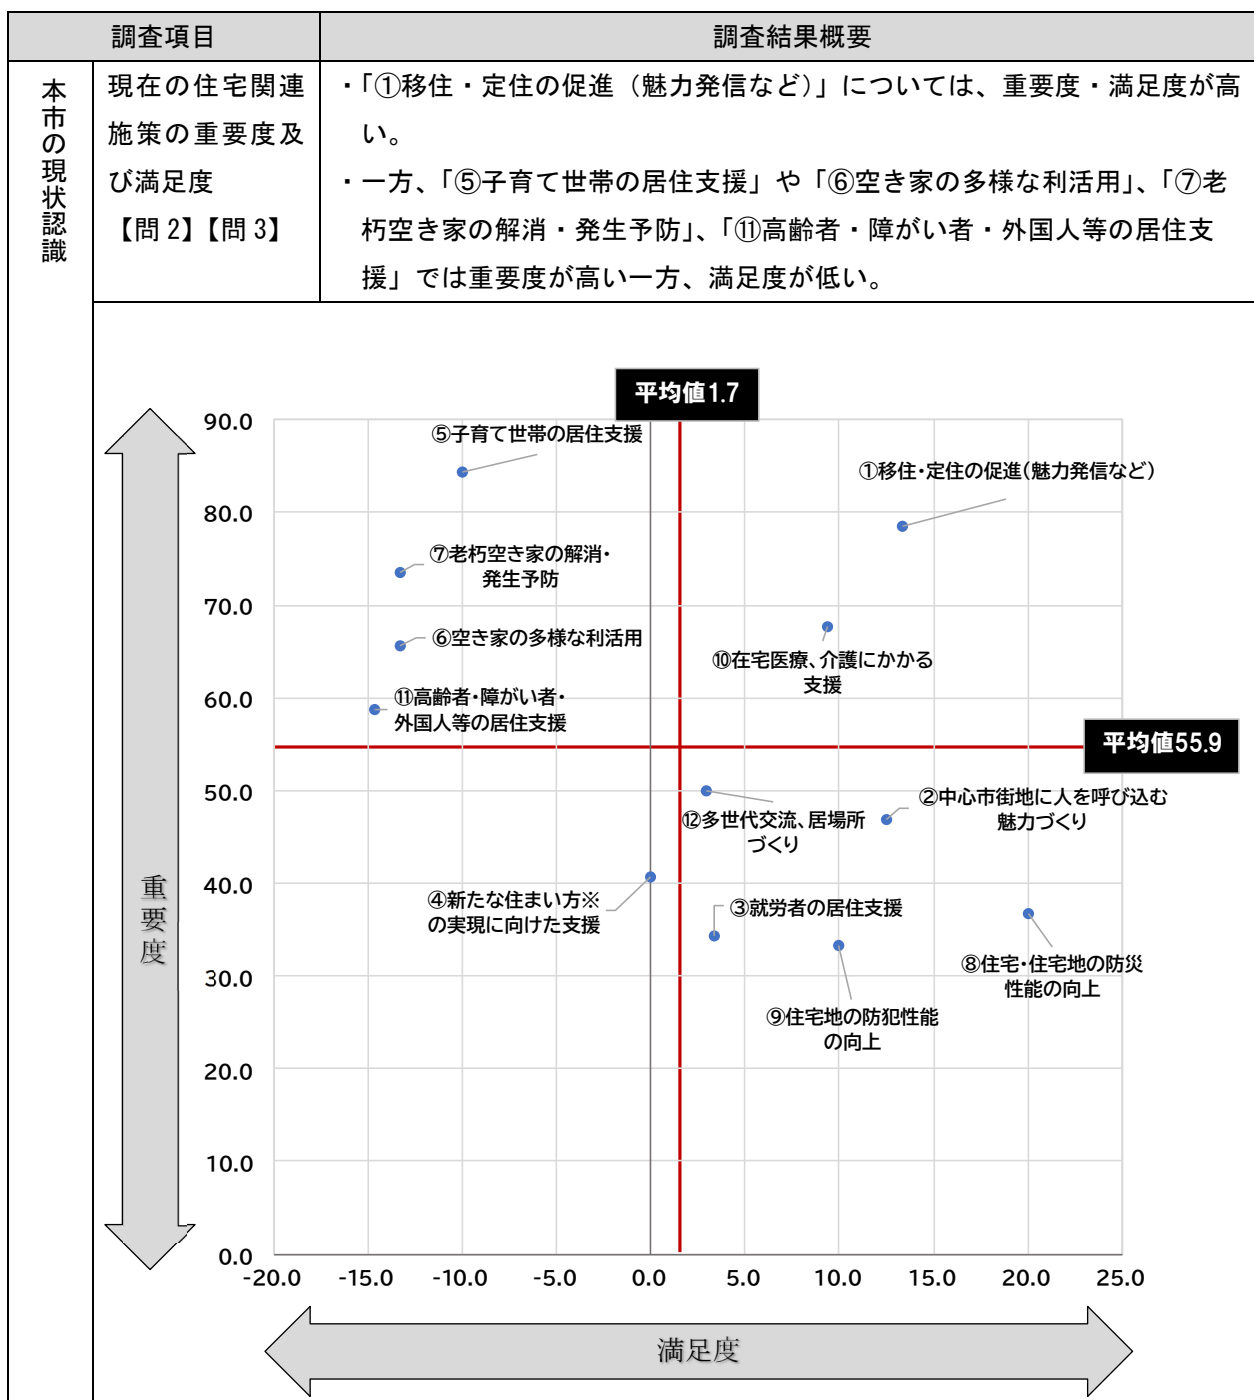 調査項目
調査結果概要
本市の現状認識
現在の住宅関連
施策の重要度及
び満足度
【問2】【問3】
・「①移住・定住の促進（魅力発信など）」については、重要度・満足度が高
い。
・一方、「⑤子育て世帯の居住支援」や「⑥空き家の多様な利活用」、「⑦老
朽空き家の解消・発生予防」、「⑪高齢者・障がい者・外国人等の居住支
援」では重要度が高い一方、満足度が低い。
平均値1.7
90.0
80.0
70.0
60.0
50.0
40.0
30.0
20.0
10.0
0.0
⑤子育て世帯の居住支援
①移住・定住の促進(魅力発信など)
⑦老朽空き家の解消・
発生予防
⑥空き家の多様な利活用
⑩在宅医療、介護にかかる
支援
⑪高齢者・障がい者・
外国人等の居住支援
平均値55.9
②中心市街地に人を呼び込む
魅力づくり
⑫多世代交流、居場所
づくり
④新たな住まい方※
の実現に向けた支援
③就労者の居住支援
⑧住宅・住宅地の防災
性能の向上
⑨住宅地の防犯性能
の向上
重要度
-20.0 -15.0 -10.0 -5.0 0.0 5.0 10.0 15.0 20.0 25.0
満足度